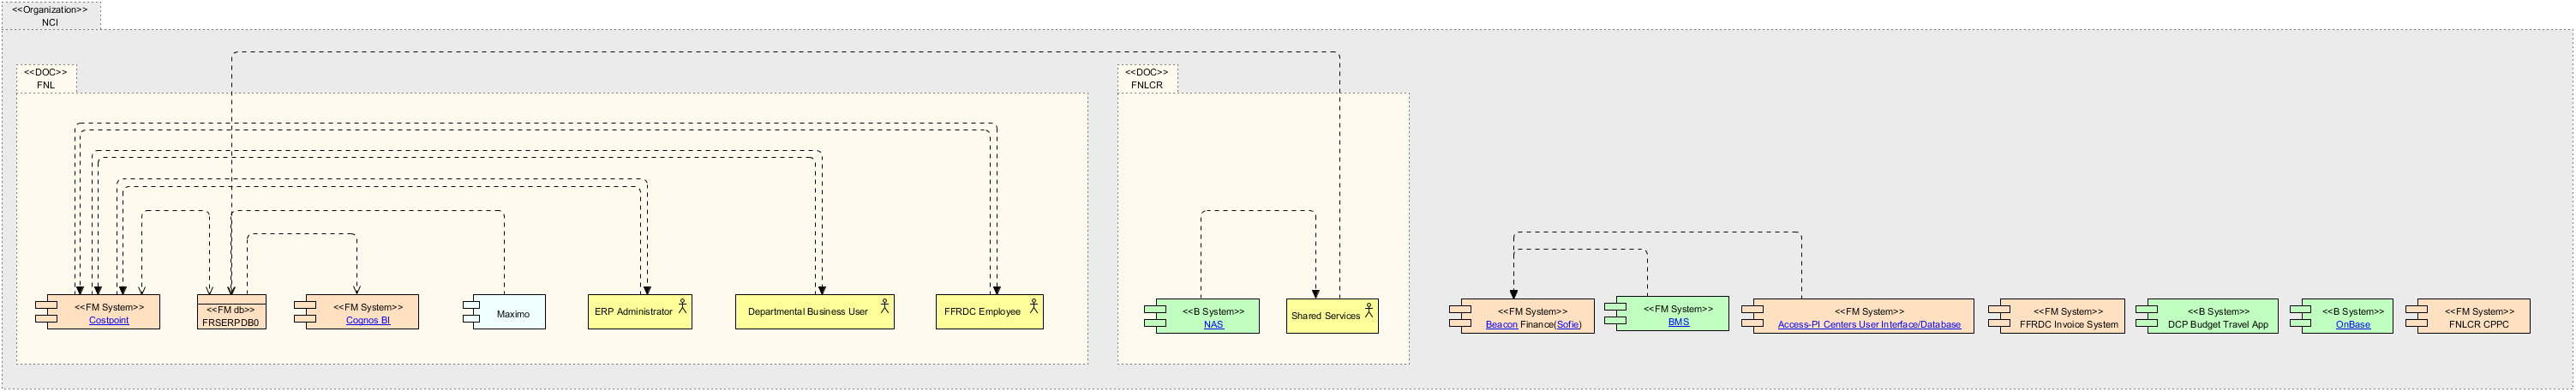 <<Organization>>
NCI
<<DOC>>
FNL
<<DOC>>
FNLCR
<<FM System>>
Costpoint
<<FM db>>
FRSERPDB0
<<FM System>>
Cognos BI
Maximo
ERP Administrator
Departmental Business User
FFRDC Employee
<<B System>>
NAS
Shared Services
<<FM System>>
Beacon Finance(Sofie)
<<FM System>>
BMS
<<FM System>>
Access-PI Centers User Interface/Database
<<FM System>>
FFRDC Invoice System
<<B System>>
DCP Budget Travel App
<<B System>>
OnBase
<<FM System>>
FNLCR CPPC